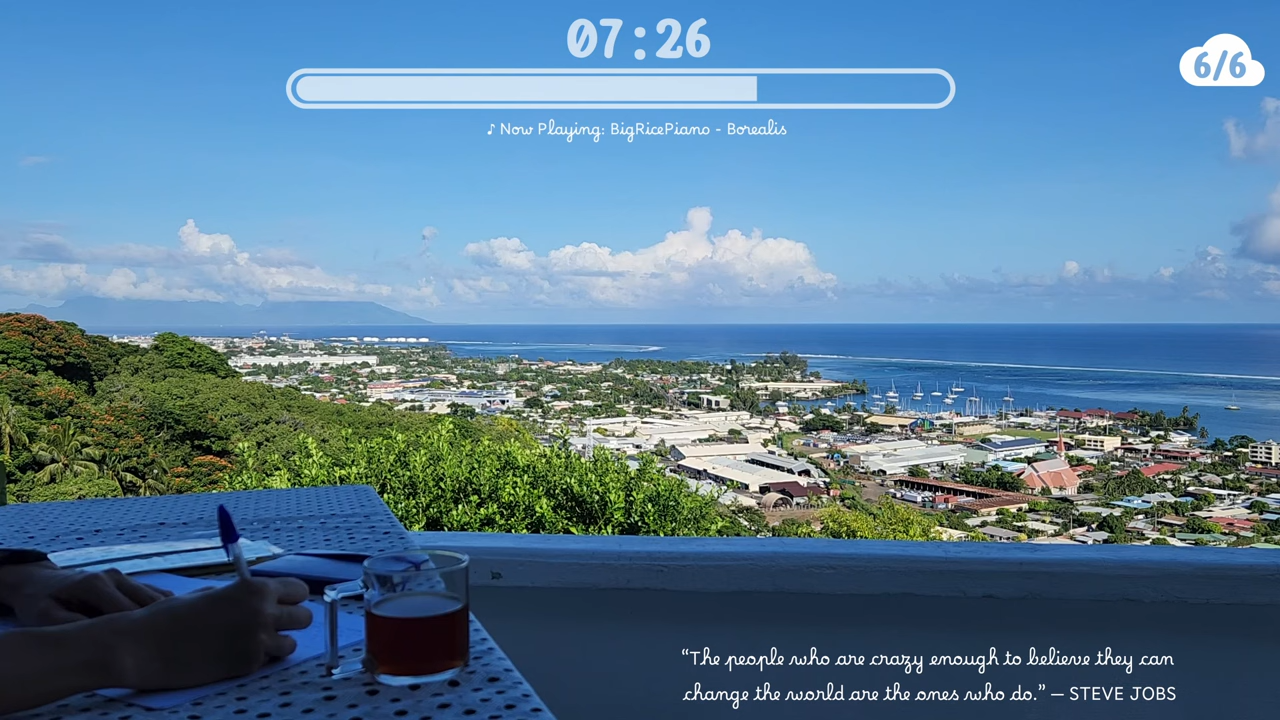 07:26
6/6
♪ Now Playing: BigRicePiano - Borealis
“The people who are crazy enough to believe they can
change the world are the ones who do.” — STEVE JOBS